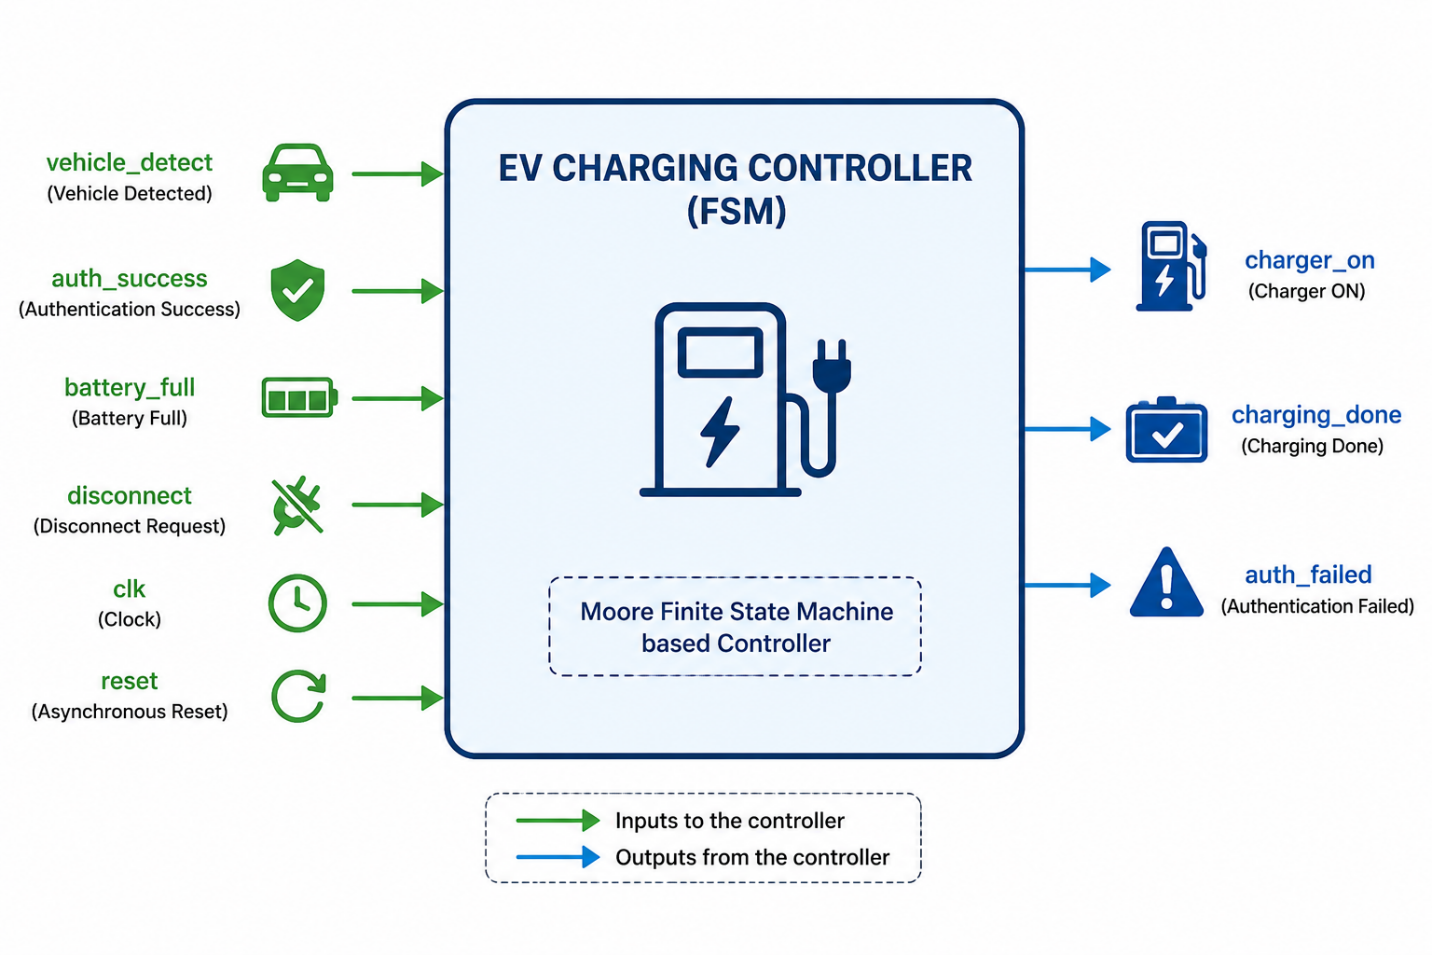 EV CHARGING CONTROLLER
(FSM)
vehicle_detect
(Vehicle Detected)
auth_success
(Authentication Success)
battery_full
(Battery Full)
disconnect
(Disconnect Request)
clk
(Clock)
reset
(Asynchronous Reset)
Moore Finite State Machine
based Controller
charger_on
(Charger ON)
charging_done
(Charging Done)
auth_failed
(Authentication Failed)
Inputs to the controller
Outputs from the controller